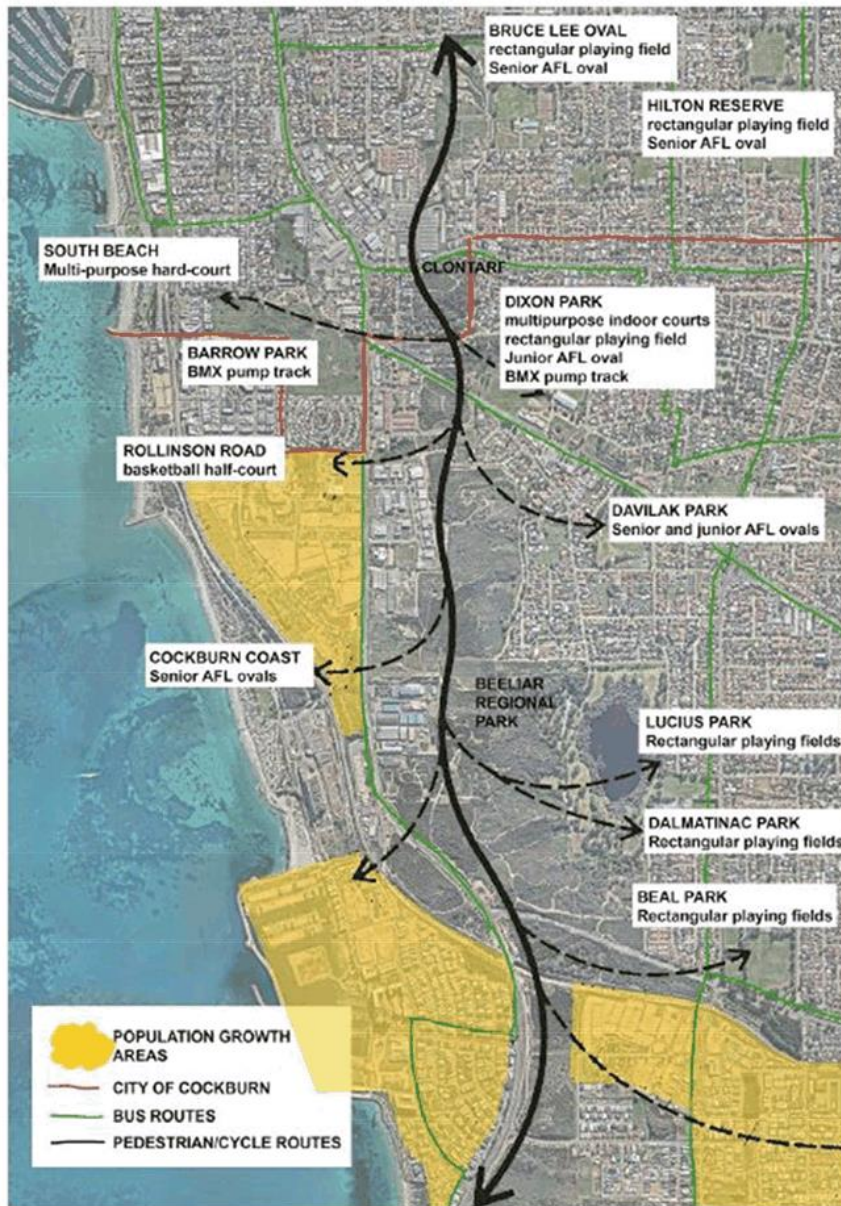 BRUCE LEE OVAL
rectangular playing field
Senior AFL oval
HILTON RESERVE
rectangular playing field
Senior AFL oval
SOUTH BEACH
Multi-purpose hard-court
CLONTARF
DIXON PARK
multipurpose indoor courts
rectangular playing field
Junior AFL oval
BMX pump track
BARROW PARK
BMX pump track
ROLLINSON ROAD
basketball half-court
DAVILAK PARK
Senior and junior AFL ovals
COCKBURN COAST
Senior AFL ovals
BEELIAR
REGIONAL
PARK
LUCIUS PARK
Rectangular playing fields
DALMATINAC PARK
Rectangular playing fields
BEAL PARK
Rectangular playing fields
POPULATION GROWTH
AREAS
CITY OF COCKBURN
BUS ROUTES
PEDESTRIAN/CYCLE ROUTES